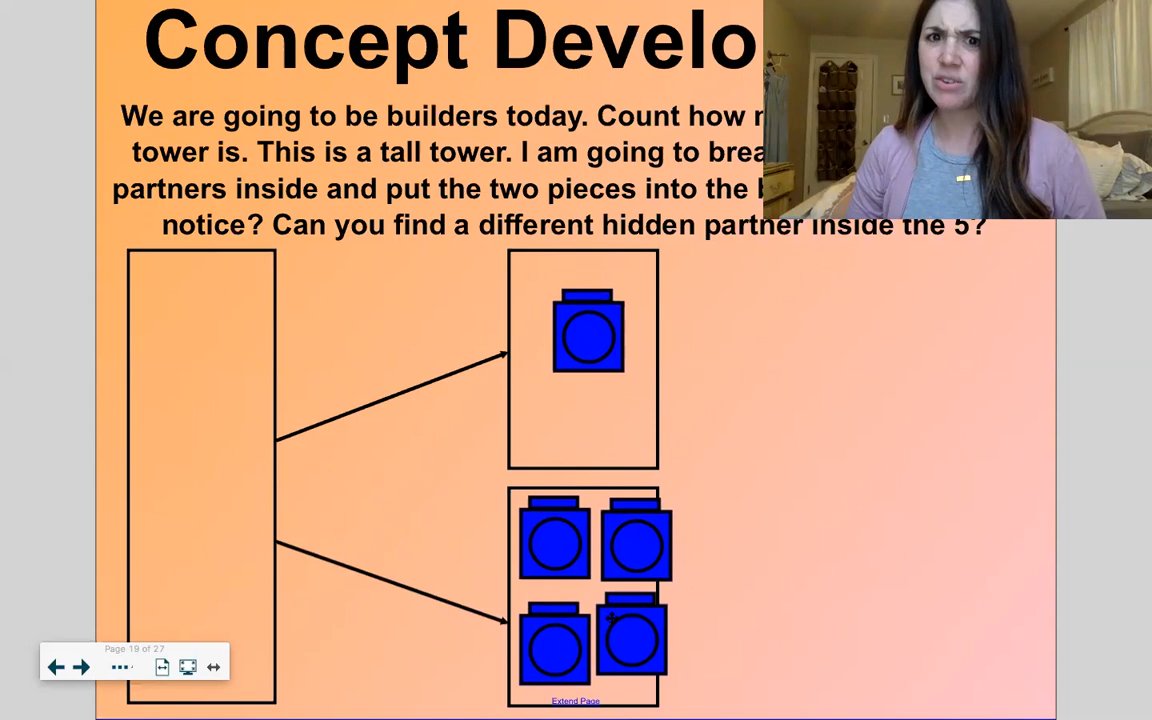 Concept Develo
We are going to be builders today. Count how
tower is. This is a tall tower. I am going to
partners inside and put the two pieces into the
notice? Can you find a different hidden partner inside the 5?
Page 19 of 27
Extend Page